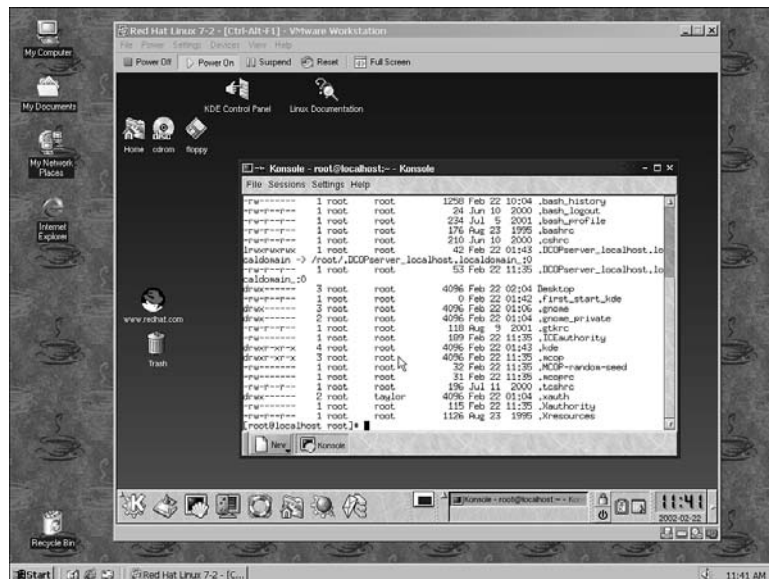 My Computer
My Documents
My Network
Places
Internet
Explorer
Recycle Bin
Red Hat Linux 7-2 - [Ctrl-Alt-F1] - VMware Workstation
File Power Settings Devices View Help
Power Off Power On Suspend Reset Full Screen
KDE Control Panel Linux Documentation
Home cdrom floppy
www.redhat.com
Trash
Konsole - root@localhost:~ - Konsole
File Sessions Settings Help
-rw------- 1 root root 1258 Feb 22 10:04 .bash_history
-rw-r--r-- 1 root root 24 Jun 10 2000 .bash_logout
-rw-r--r-- 1 root root 234 Jul 5 2001 .bash_profile
-rw-r--r-- 1 root root 176 Aug 23 1995 .bashrc
-rw-r--r-- 1 root root 210 Jun 10 2000 .cshrc
lrwxrwxrwx 1 root root 42 Feb 22 01:43 .DCOPserver_localhost.lo
caldomain -> /root/.DCOPserver_localhost.localdomain_:0
-rw-r--r-- 1 root root 53 Feb 22 11:35 .DCOPserver_localhost.lo
caldomain_:0
drwx------ 3 root root 4096 Feb 22 02:04 Desktop
-rw-r--r-- 1 root root 0 Feb 22 01:42 .first_start_kde
drwx------ 3 root root 4096 Feb 22 01:06 .gnome
drwx------ 2 root root 4096 Feb 22 01:04 .gnome_private
-rw-r--r-- 1 root root 118 Aug 9 2001 .gtkrc
-rw------- 1 root root 189 Feb 22 11:35 .ICEauthority
drwxr-xr-x 4 root root 4096 Feb 22 01:43 .kde
drwxr-xr-x 3 root root 4096 Feb 22 11:35 .mcop
-rw------- 1 root root 32 Feb 22 11:35 .MCOP-random-seed
-rw-r--r-- 1 root root 31 Feb 22 11:35 .mcoprc
-rw-r--r-- 1 root root 196 Jul 11 2000 .tcshrc
drwx------ 2 root taylor 4096 Feb 22 01:04 .xauth
-rw------- 1 root root 115 Feb 22 11:35 .Xauthority
-rw-r--r-- 1 root root 1126 Aug 23 1995 .Xresources
[root@localhost root]#
New Konsole
Konsole - root@localhost:~ - Kon
11:41
2002-02-22
Start Red Hat Linux 7-2 - [C... 11:41 AM